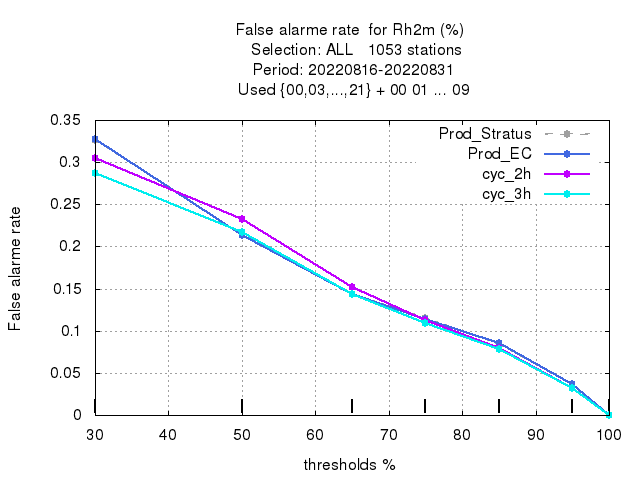 False alarme rate  for Rh2m (%)
Selection: ALL   1053 stations
Period: 20220816-20220831
Used {00,03,...,21} + 00 01 ... 09
0.35
0.3
0.25
0.2
0.15
0.1
0.05
0
False alarme rate
Prod_Stratus
Prod_EC
cyc_2h
cyc_3h
30 40 50 60 70 80 90 100
thresholds %